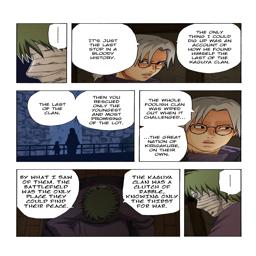 THE ONLY
THING I COULD
DIG UP WAS AN
ACCOUNT OF
HOW HE FOUND
HIMSELF THE
LAST OF THE
KAGUYA CLAN.
IT'S JUST
THE LAST
STOP IN A
BLOODY
HISTORY.
THE WHOLE
FOOLISH CLAN
WAS WIPED
OUT WHEN IT
CHALLENGED...
...THE GREAT
NATION OF
KIRIGAKURE,
ON THEIR
OWN.
THEN YOU
RESCUED
ONLY THE
YOUNGEST
AND MOST
PROMISING
OF THE LOT.
THE LAST
OF THE
CLAN.
THE KAGUYA
CLAN WAS A
CLUTCH OF
RABBLE,
KNOWING ONLY
THE THIRST
FOR WAR.
BY WHAT I SAW
OF THEM, THE
BATTLEFIELD
WAS THE ONLY
PLACE THEY
COULD FIND
THEIR PEACE.